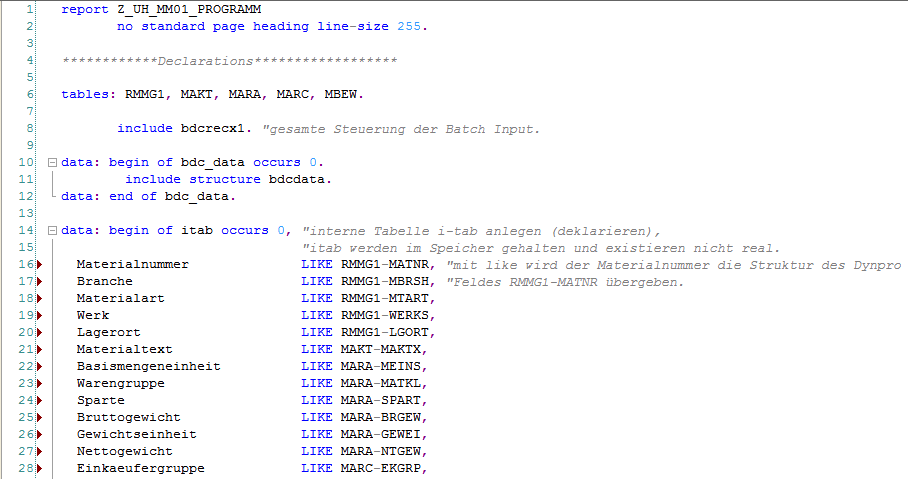 1 report Z_UH_MM01_PROGRAMM
2 no standard page heading line-size 255.
3
4 ************Declarations******************
5
6 tables: RMMG1, MAKT, MARA, MARC, MBEW.
7
8 include bdcrecx1. "gesamte Steuerung der Batch Input.
9
10 data: begin of bdc_data occurs 0.
11 include structure bdcdata.
12 data: end of bdc_data.
13
14 data: begin of itab occurs 0, "interne Tabelle i-tab anlegen (deklarieren),
15 "itab werden im Speicher gehalten und existieren nicht real.
16 Materialnummer LIKE RMMG1-MATNR, "mit like wird der Materialnummer die Struktur des Dynpro
17 Branche LIKE RMMG1-MBRSH, "Feldes RMMG1-MATNR übergeben.
18 Materialart LIKE RMMG1-MTART,
19 Werk LIKE RMMG1-WERKS,
20 Lagerort LIKE RMMG1-LGORT,
21 Materialtext LIKE MAKT-MAKTX,
22 Basismengeneinheit LIKE MARA-MEINS,
23 Warengruppe LIKE MARA-MATKL,
24 Sparte LIKE MARA-SPART,
25 Bruttogewicht LIKE MARA-BRGEW,
26 Gewichtseinheit LIKE MARA-GEWEI,
27 Nettogewicht LIKE MARA-NTGEW,
28 Einkaeufergruppe LIKE MARC-EKGRP,